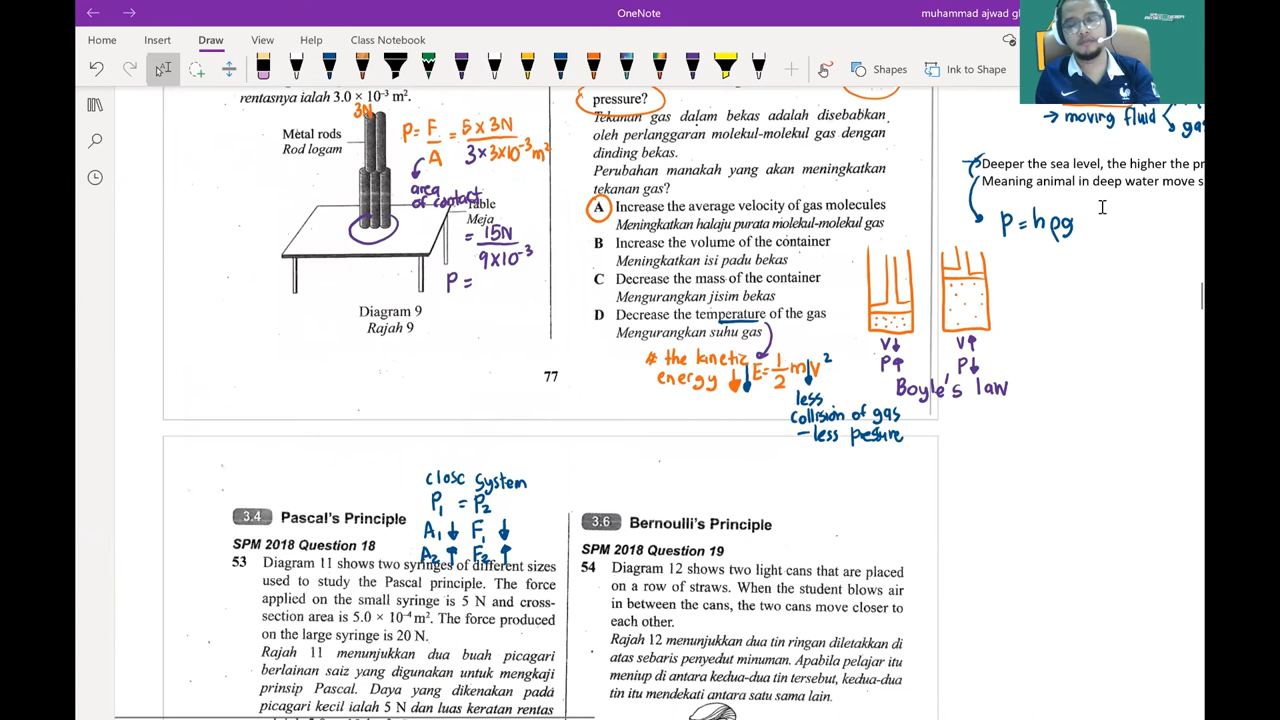 OneNote
muhammad ajwad gh
Home
Insert
Draw
View
Help
Class Notebook
Shapes
Ink to Shape
rentasnya ialah 3.0 × 10⁻³ m².
3N
Metal rods
Rod logam
P = F/A = 5 × 3N / 3 × 3×10⁻³ m²
area
of contact
Table
Meja
= 15N / 9×10⁻³
P =
Diagram 9
Rajah 9
77
pressure?
Tekanan gas dalam bekas adalah disebabkan
oleh perlanggaran molekul-molekul gas dengan
dinding bekas.
Perubahan manakah yang akan meningkatkan
tekanan gas?
A Increase the average velocity of gas molecules
Meningkatkan halaju purata molekul-molekul gas
B Increase the volume of the container
Meningkatkan isi padu bekas
C Decrease the mass of the container
Mengurangkan jisim bekas
D Decrease the temperature of the gas
Mengurangkan suhu gas
* the kinetic
energy ↓↓ E = 1/2 mv²
less
collision of gas
– less pesure
→ moving fluid
Deeper the sea level, the higher the pr
Meaning animal in deep water move s
P = hρg
V↓
P↑
V↑
P↓
Boyle's law
close system
P₁ = P₂
A₁ ↓ F₁ ↓
A₂ ↑ F₂ ↑
3.4 Pascal's Principle
SPM 2018 Question 18
53 Diagram 11 shows two syringes of different sizes
used to study the Pascal principle. The force
applied on the small syringe is 5 N and cross-
section area is 5.0 × 10⁻⁴ m². The force produced
on the large syringe is 20 N.
Rajah 11 menunjukkan dua buah picagari
berlainan saiz yang digunakan untuk mengkaji
prinsip Pascal. Daya yang dikenakan pada
picagari kecil ialah 5 N dan luas keratan rentas
3.6 Bernoulli's Principle
SPM 2018 Question 19
54 Diagram 12 shows two light cans that are placed
on a row of straws. When the student blows air
in between the cans, the two cans move closer to
each other.
Rajah 12 menunjukkan dua tin ringan diletakkan di
atas sebaris penyedut minuman. Apabila pelajar itu
meniup di antara kedua-dua tin tersebut, kedua-dua
tin itu mendekati antara satu sama lain.